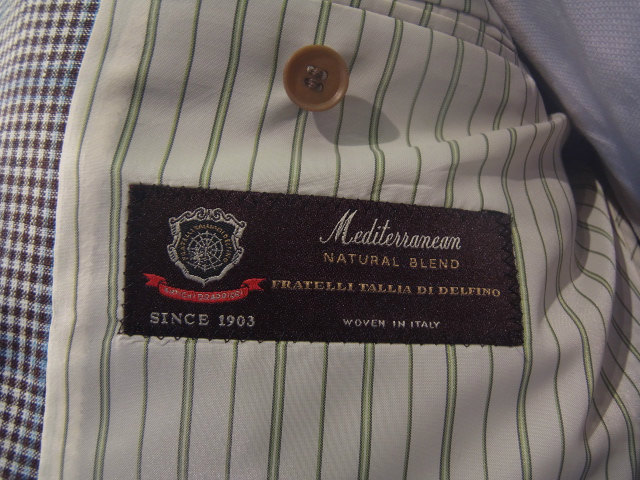 Mediterranean
NATURAL BLEND
FRATELLI TALLIA DI DELFINO
SINCE 1903
WOVEN IN ITALY